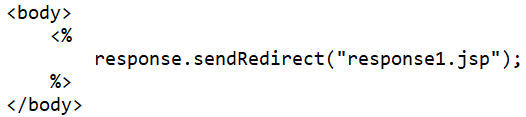 <body>
    <%
        response.sendRedirect("response1.jsp");
    %>
</body>